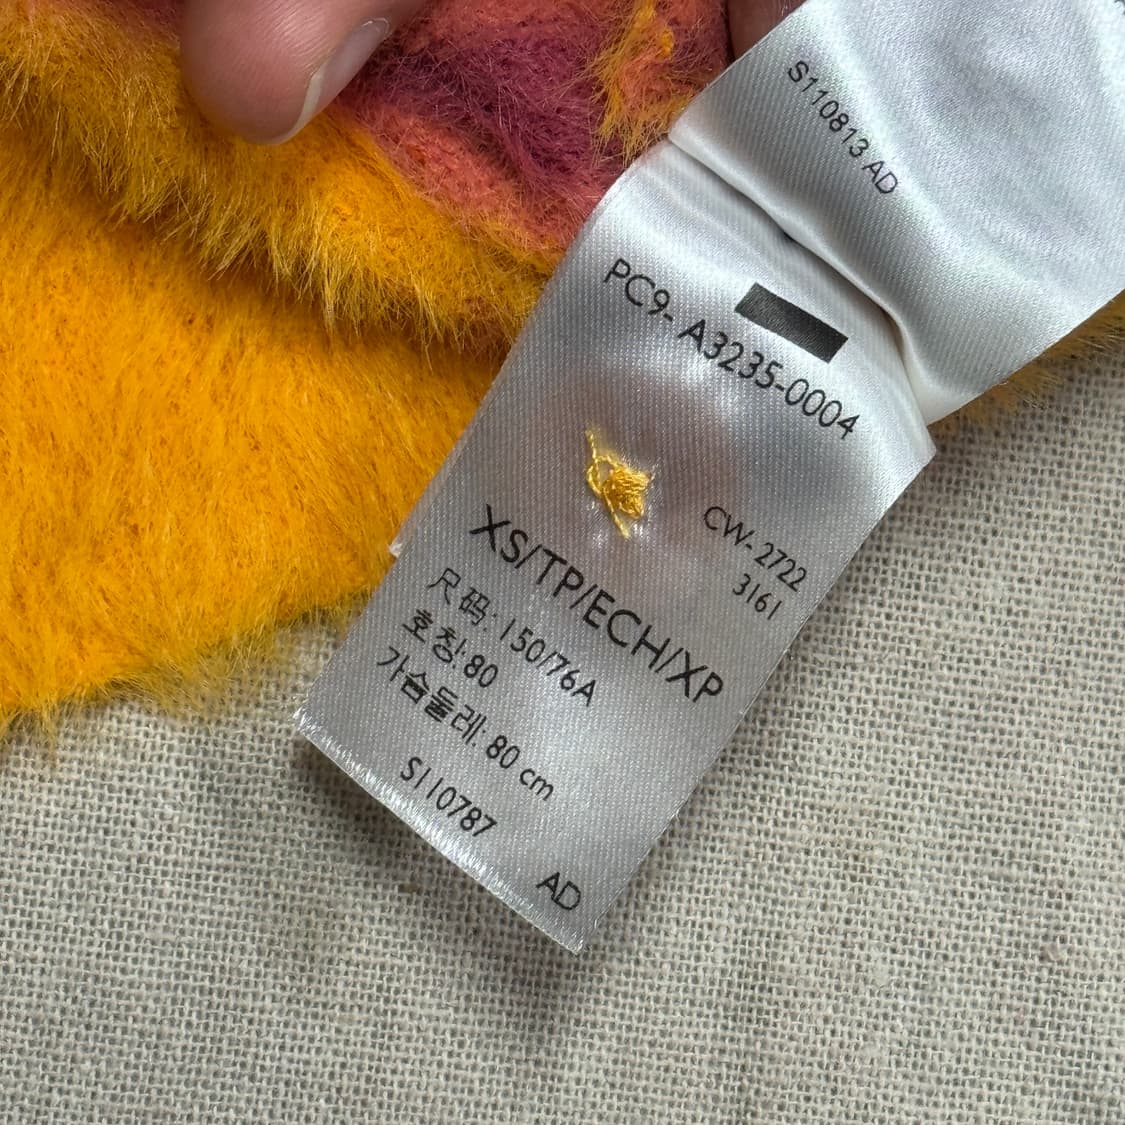 S110813 AD
PC9- A3235-0004
CW- 2722
3161
XS/TP/ECH/XP
尺码: 150/76A
호칭: 80
가슴둘레: 80 cm
S110787
AD